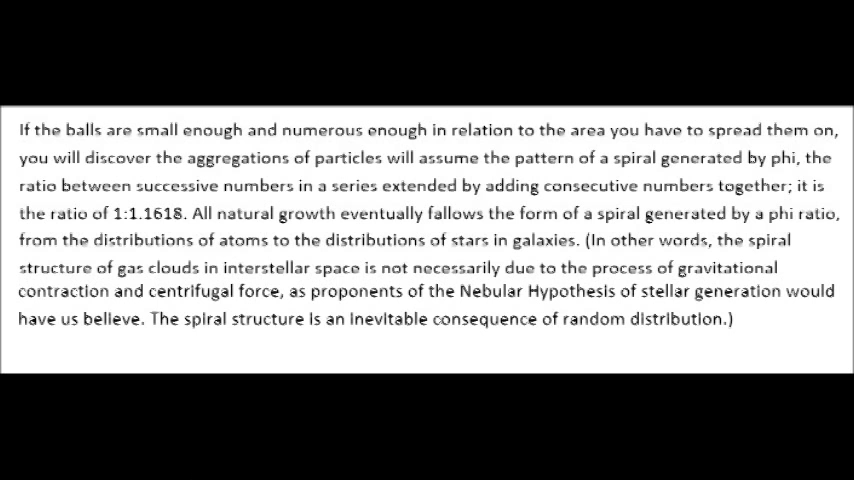 If the balls are small enough and numerous enough in relation to the area you have to spread them on,
you will discover the aggregations of particles will assume the pattern of a spiral generated by phi, the
ratio between successive numbers in a series extended by adding consecutive numbers together; it is
the ratio of 1:1.1618. All natural growth eventually fallows the form of a spiral generated by a phi ratio,
from the distributions of atoms to the distributions of stars in galaxies. (In other words, the spiral
structure of gas clouds in interstellar space is not necessarily due to the process of gravitational
contraction and centrifugal force, as proponents of the Nebular Hypothesis of stellar generation would
have us believe. The spiral structure is an inevitable consequence of random distribution.)